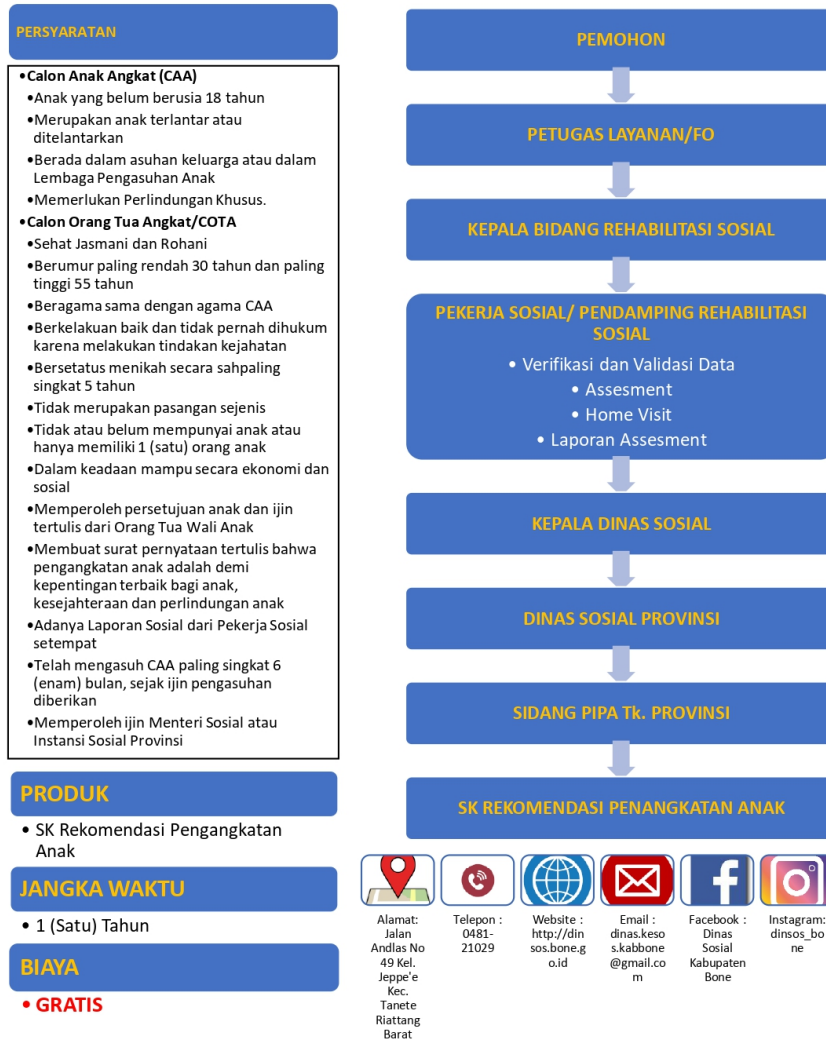 PERSYARATAN
•Calon Anak Angkat (CAA)
•Anak yang belum berusia 18 tahun
•Merupakan anak terlantar atau
ditelantarkan
•Berada dalam asuhan keluarga atau dalam
Lembaga Pengasuhan Anak
•Memerlukan Perlindungan Khusus.
•Calon Orang Tua Angkat/COTA
•Sehat Jasmani dan Rohani
•Berumur paling rendah 30 tahun dan paling
tinggi 55 tahun
•Beragama sama dengan agama CAA
•Berkelakuan baik dan tidak pernah dihukum
karena melakukan tindakan kejahatan
•Bersetatus menikah secara sahpaling
singkat 5 tahun
•Tidak merupakan pasangan sejenis
•Tidak atau belum mempunyai anak atau
hanya memiliki 1 (satu) orang anak
•Dalam keadaan mampu secara ekonomi dan
sosial
•Memperoleh persetujuan anak dan ijin
tertulis dari Orang Tua Wali Anak
•Membuat surat pernyataan tertulis bahwa
pengangkatan anak adalah demi
kepentingan terbaik bagi anak,
kesejahteraan dan perlindungan anak
•Adanya Laporan Sosial dari Pekerja Sosial
setempat
•Telah mengasuh CAA paling singkat 6
(enam) bulan, sejak ijin pengasuhan
diberikan
•Memperoleh ijin Menteri Sosial atau
Instansi Sosial Provinsi
PRODUK
• SK Rekomendasi Pengangkatan
Anak
JANGKA WAKTU
• 1 (Satu) Tahun
BIAYA
• GRATIS
PEMOHON
PETUGAS LAYANAN/FO
KEPALA BIDANG REHABILITASI SOSIAL
PEKERJA SOSIAL/ PENDAMPING REHABILITASI
SOSIAL
• Verifikasi dan Validasi Data
• Assesment
• Home Visit
• Laporan Assesment
KEPALA DINAS SOSIAL
DINAS SOSIAL PROVINSI
SIDANG PIPA Tk. PROVINSI
SK REKOMENDASI PENANGKATAN ANAK
Alamat:
Jalan
Andlas No
49 Kel.
Jeppe'e
Kec.
Tanete
Riattang
Barat
Telepon :
0481-
21029
Website :
http://din
sos.bone.g
o.id
Email :
dinas.keso
s.kabbone
@gmail.co
m
Facebook :
Dinas
Sosial
Kabupaten
Bone
Instagram:
dinsos_bo
ne